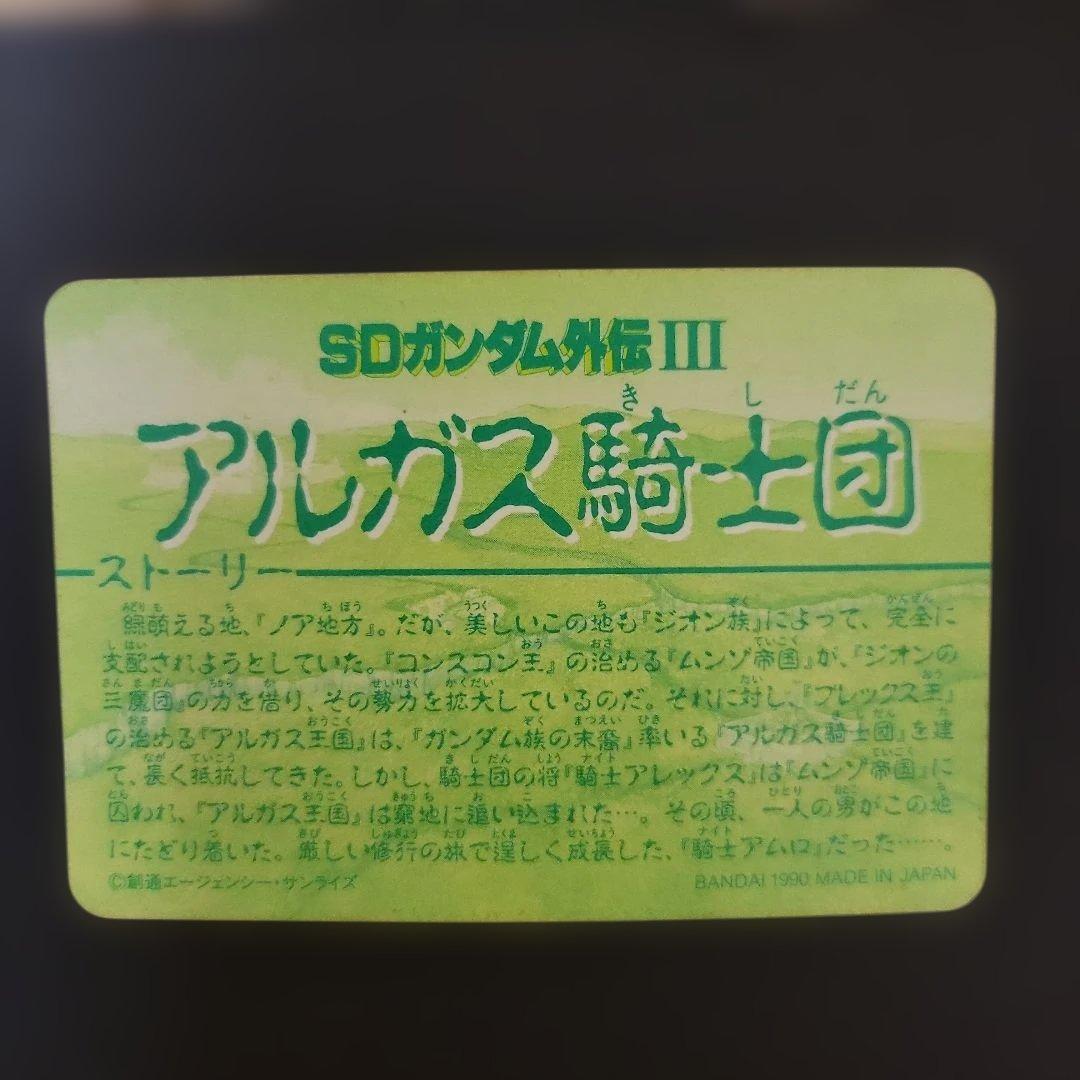 SDガンダム外伝III
アルガス騎士団
きしだん
ストーリー
緑萌える地、『ノア地方』。だが、美しいこの地も『ジオン族』によって、完全に
支配されようとしていた。『コンスコン王』の治める『ムンゾ帝国』が、『ジオンの
三魔団』の力を借り、その勢力を拡大しているのだ。それに対し、『ブレックス王』
の治める『アルガス王国』は、『ガンダム族の末裔』率いる『アルガス騎士団』を建
て、長く抵抗してきた。しかし、騎士団の将『騎士アレックス』は『ムンゾ帝国』に
囚われ、『アルガス王国』は窮地に追い込まれた…。その頃、一人の男がこの地
にたどり着いた。厳しい修行の旅で逞しく成長した、『騎士アムロ』だった……。
©創通エージェンシー・サンライズ
BANDAI 1990 MADE IN JAPAN